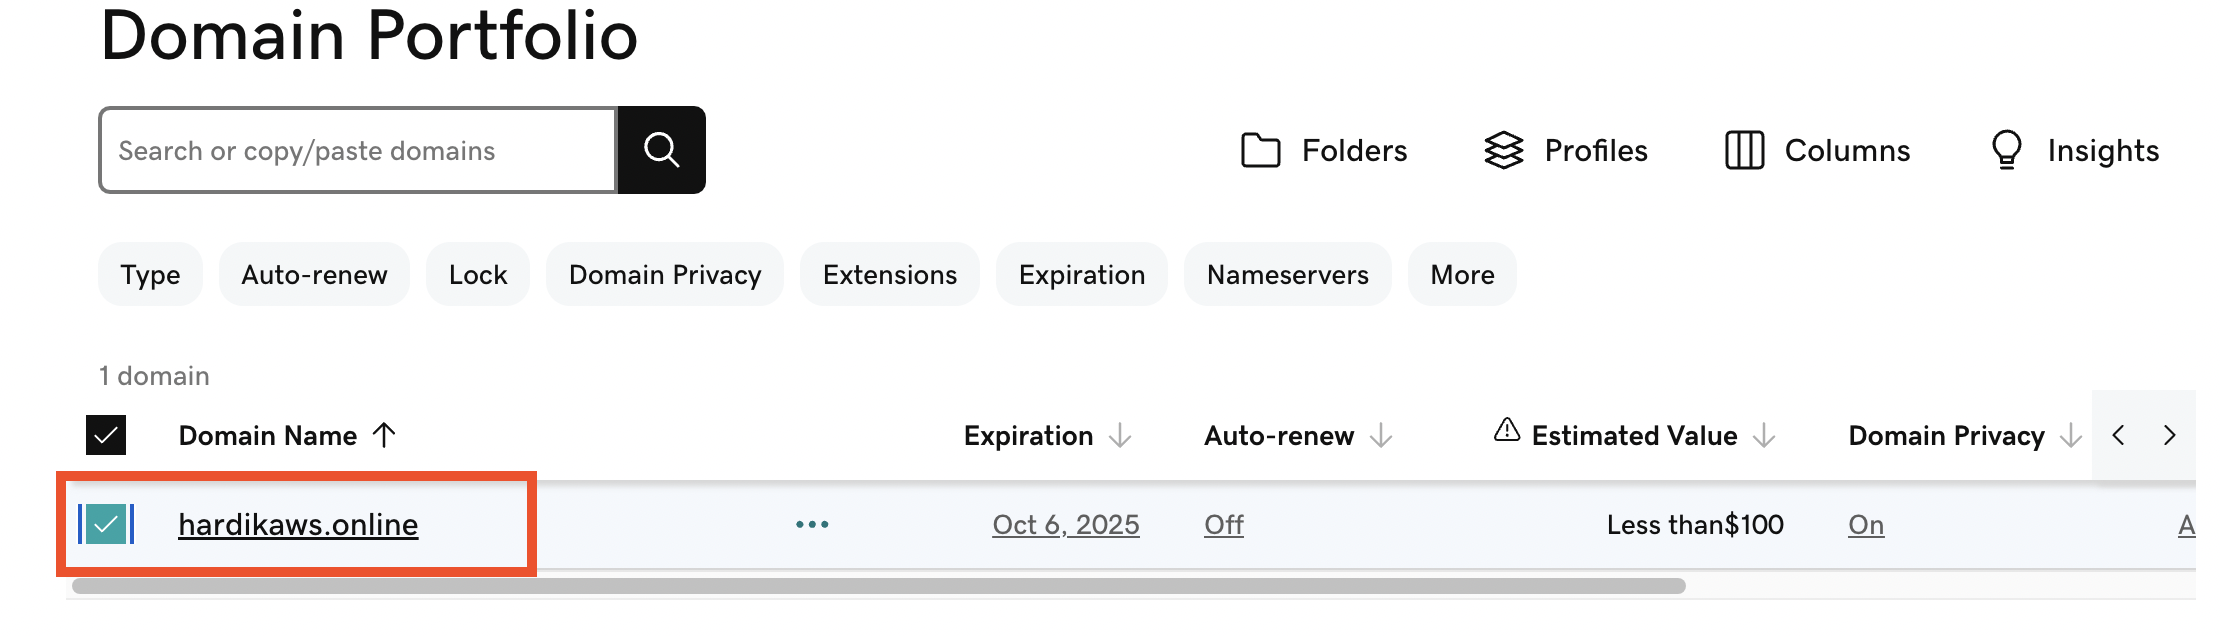 Domain Portfolio
Search or copy/paste domains
Folders Profiles Columns Insights
Type Auto-renew Lock Domain Privacy Extensions Expiration Nameservers More
1 domain
Domain Name Expiration Auto-renew Estimated Value Domain Privacy
hardikaws.online ... Oct 6, 2025 Off Less than$100 On A